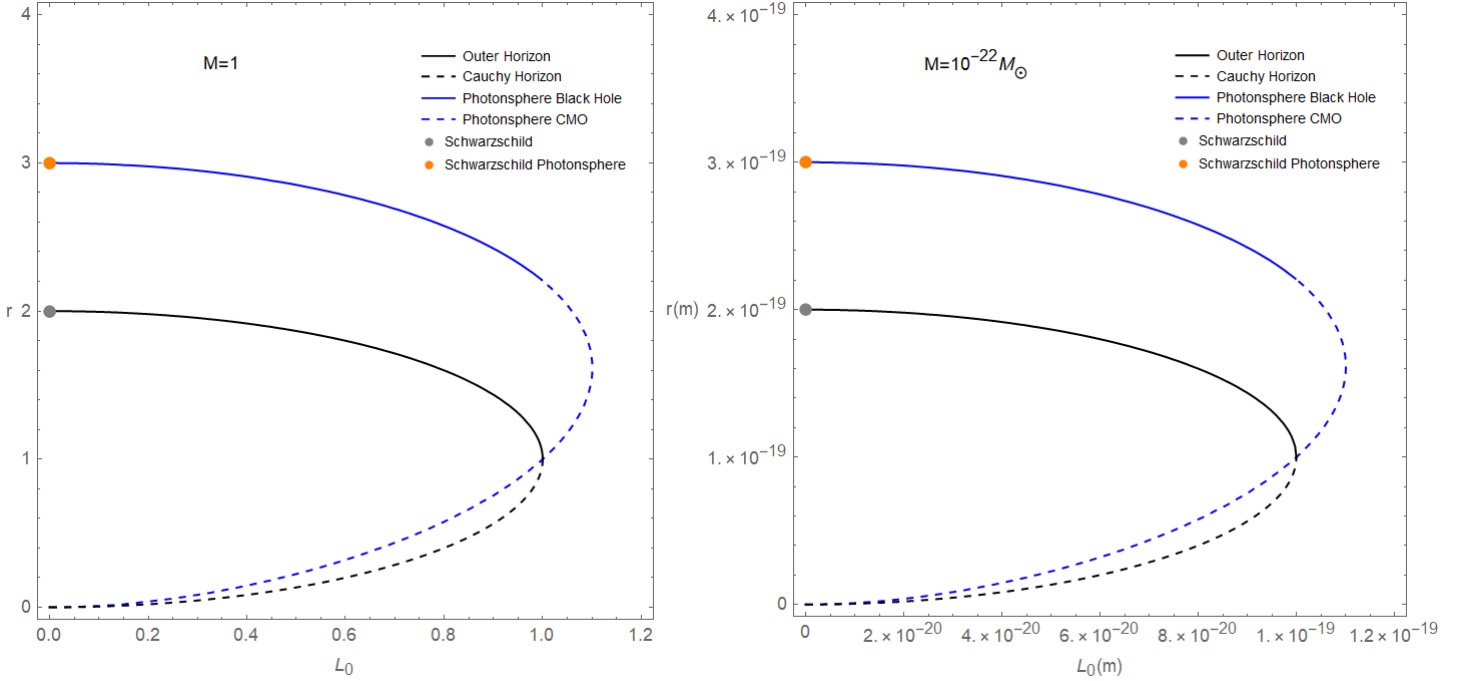 4
3
r 2
1
0
0.0 0.2 0.4 0.6 0.8 1.0 1.2
L₀
M=1
Outer Horizon
Cauchy Horizon
Photonsphere Black Hole
Photonsphere CMO
Schwarzschild
Schwarzschild Photonsphere
4.×10⁻¹⁹
3.×10⁻¹⁹
r(m) 2.×10⁻¹⁹
1.×10⁻¹⁹
0
0 2.×10⁻²⁰ 4.×10⁻²⁰ 6.×10⁻²⁰ 8.×10⁻²⁰ 1.×10⁻¹⁹ 1.2×10⁻¹⁹
L₀(m)
M=10⁻²²M☉
Outer Horizon
Cauchy Horizon
Photonsphere Black Hole
Photonsphere CMO
Schwarzschild
Schwarzschild Photonsphere